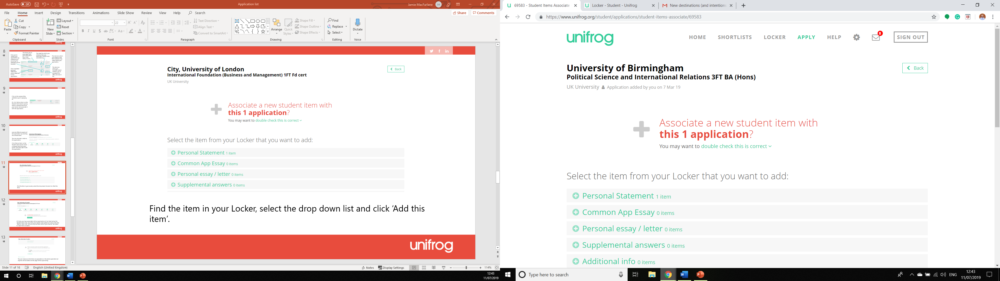 AutoSave Off
Application list
Jamie MacFarlane JM
File Home Insert Design Transitions Animations Slide Show Review View Help Search
Share Comments
Paste
Cut
Copy
Format Painter
Clipboard
New Slide
Layout
Reset
Section
Slides
22
B I U S ab AV Aa A
Font
Text Direction
Align Text
Convert to SmartArt
Paragraph
Arrange
Quick Styles
Shape Fill
Shape Outline
Shape Effects
Drawing
Find
Replace
Select
Editing
Dictate
Voice
8
9
10
11
12
13
City, University of London
International Foundation (Business and Management) 1FT Fd cert
UK University
Back
Associate a new student item with
this 1 application?
You may want to double check this is correct
Select the item from your Locker that you want to add:
Personal Statement 1 item
Common App Essay 0 items
Personal essay / letter 0 items
Supplemental answers 0 items
Find the item in your Locker, select the drop down list and click ‘Add this
item’.
unifrog
Slide 11 of 16 English (United Kingdom)
Notes Display Settings 114%
12:43
11/07/2019
69583 - Student Items Associate
Locker - Student - Unifrog
New destinations (and intentions
https://www.unifrog.org/student/applications/student-items-associate/69583
unifrog
HOME SHORTLISTS LOCKER APPLY HELP 8 SIGN OUT
University of Birmingham
Political Science and International Relations 3FT BA (Hons)
UK University Application added by you on 7 Mar 19
Back
Associate a new student item with
this 1 application?
You may want to double check this is correct
Select the item from your Locker that you want to add:
Personal Statement 1 item
Common App Essay 0 items
Personal essay / letter 0 items
Supplemental answers 0 items
Additional info 0 items
Type here to search
ENG
12:43
11/07/2019